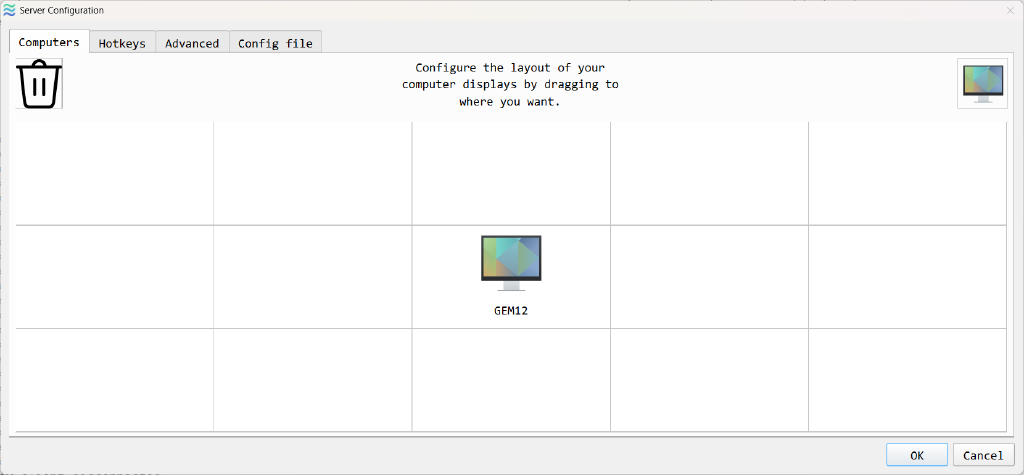 Server Configuration
Computers
Hotkeys
Advanced
Config file
Configure the layout of your
computer displays by dragging to
where you want.
GEM12
OK
Cancel